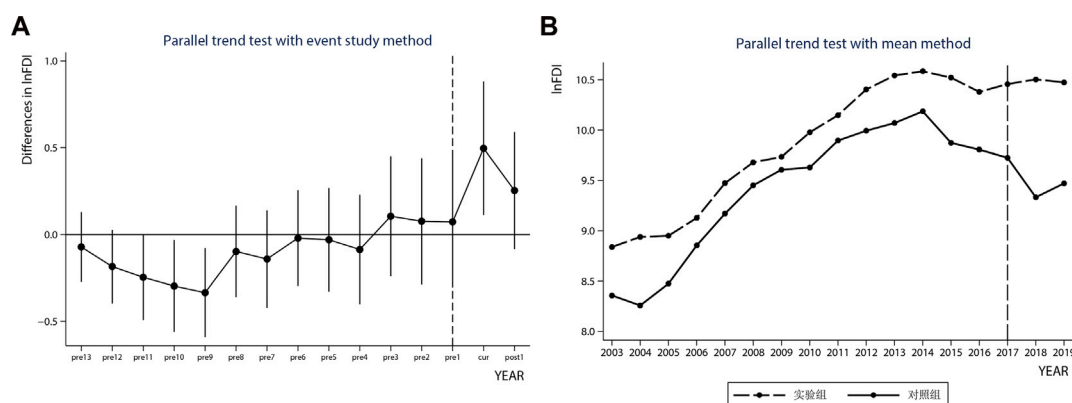 A
Parallel trend test with event study method
Differences in lnFDI
1.0
0.5
0.0
−0.5
pre13 pre12 pre11 pre10 pre9 pre8 pre7 pre6 pre5 pre4 pre3 pre2 pre1 cur post1
YEAR
B
Parallel trend test with mean method
lnFDI
10.5
10.0
9.5
9.0
8.5
8.0
2003 2004 2005 2006 2007 2008 2009 2010 2011 2012 2013 2014 2015 2016 2017 2018 2019
YEAR
实验组 对照组